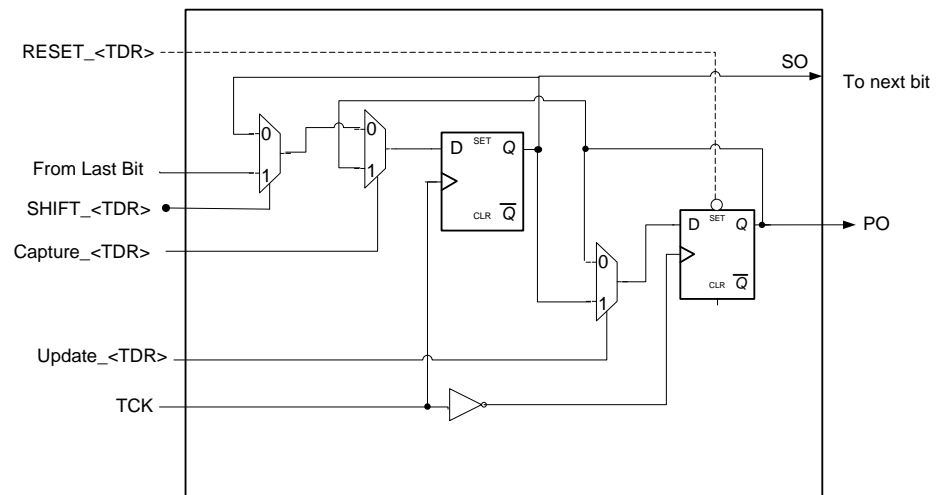 RESET_<TDR>
SO
To next bit
0
0
SET
D Q
From Last Bit
1
1
SHIFT_<TDR>
CLR Q
SET
D Q
PO
Capture_<TDR>
0
CLR Q
1
Update_<TDR>
TCK